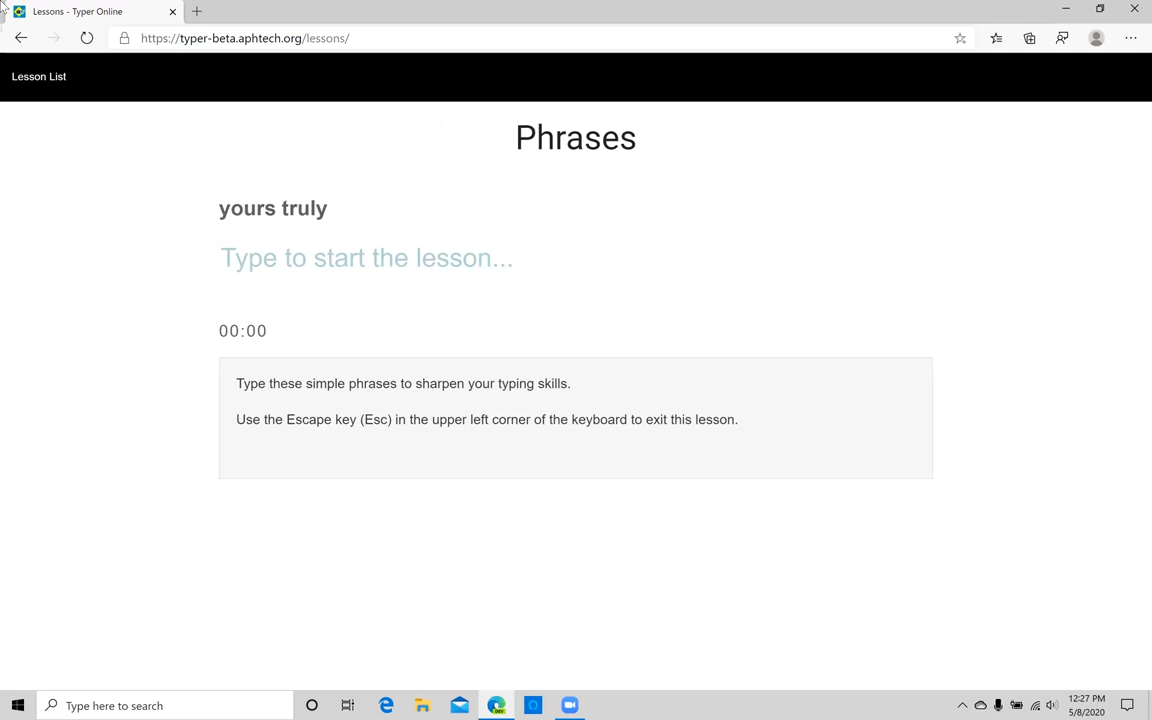 Lessons - Typer Online
https://typer-beta.aphtech.org/lessons/
Lesson List
Phrases
yours truly
Type to start the lesson...
00:00
Type these simple phrases to sharpen your typing skills.
Use the Escape key (Esc) in the upper left corner of the keyboard to exit this lesson.
DEV
Type here to search
12:27 PM
5/8/2020